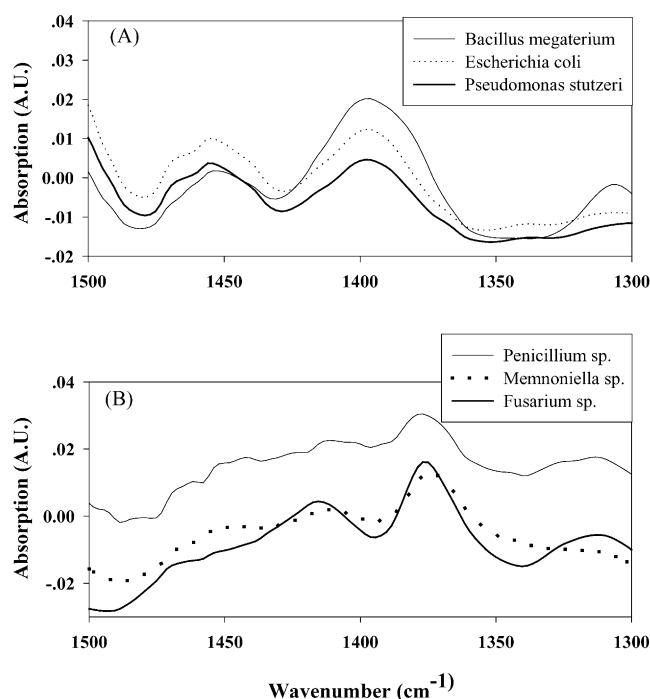 .04
(A)
Bacillus megaterium
Escherichia coli
Pseudomonas stutzeri
.02
.01
0.00
-.01
-.02
Absorption (A.U.)
1500 1450 1400 1350 1300
Penicillium sp.
Memnoniella sp.
Fusarium sp.
.04
(B)
.02
0.00
-.02
Absorption (A.U.)
1500 1450 1400 1350 1300
Wavenumber (cm-1)